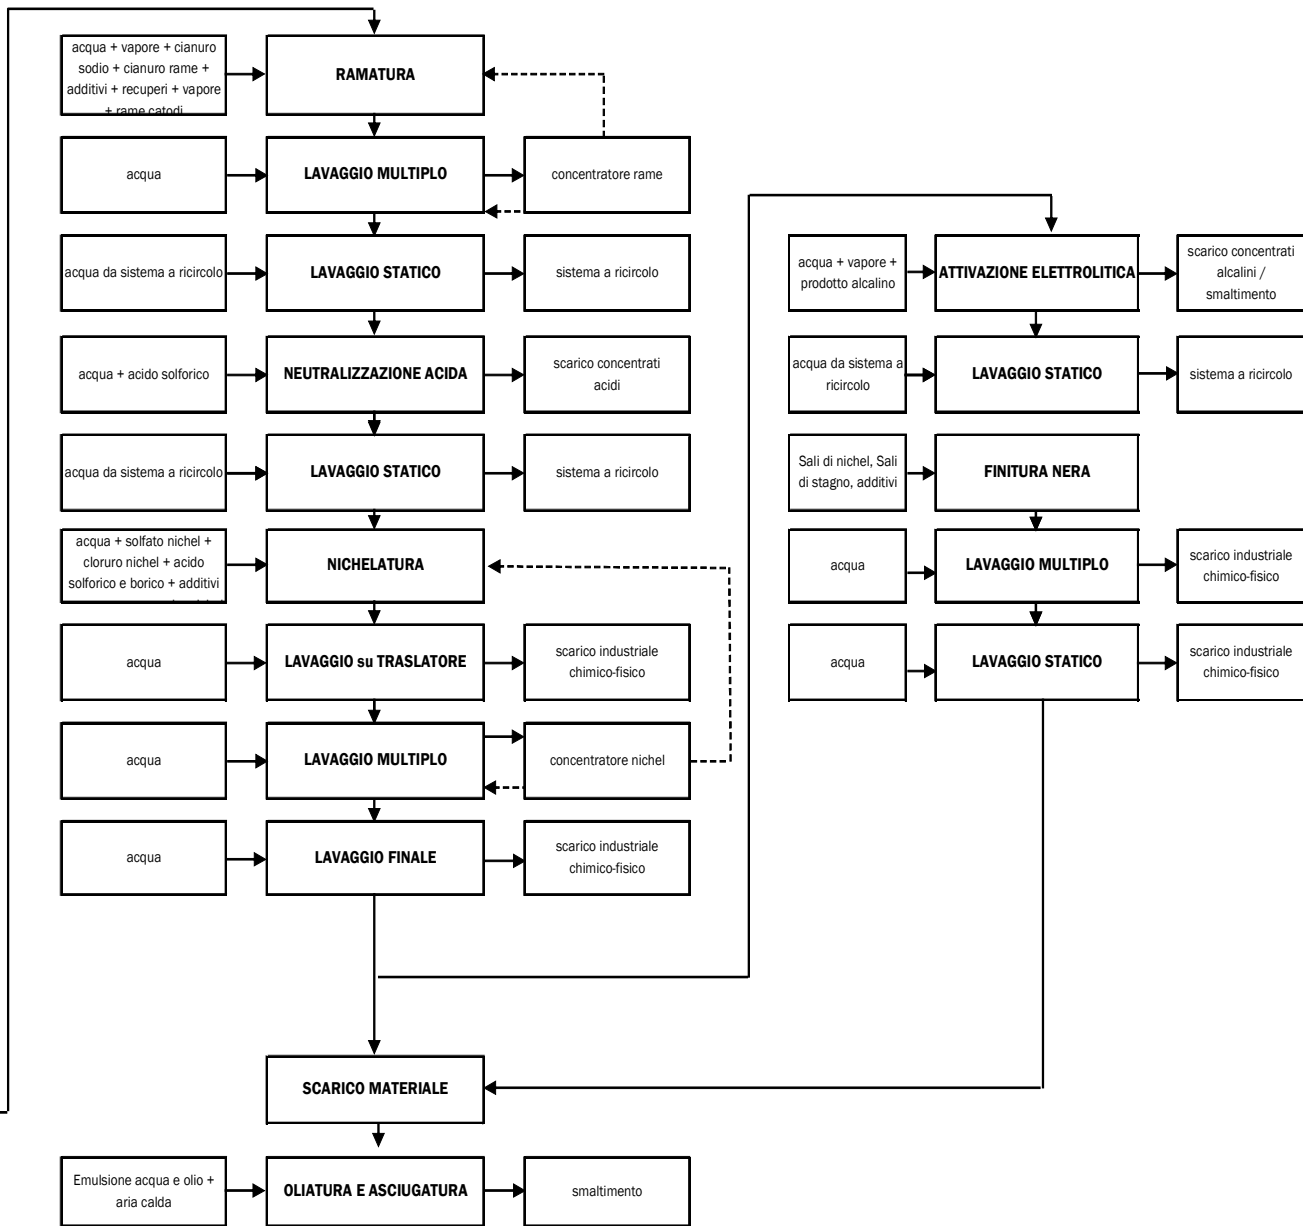 acqua + vapore + cianuro
sodio + cianuro rame +
additivi + recuperi + vapore
+ rame catodi
RAMATURA
acqua
LAVAGGIO MULTIPLO
concentratore rame
acqua da sistema a ricircolo
LAVAGGIO STATICO
sistema a ricircolo
acqua + acido solforico
NEUTRALIZZAZIONE ACIDA
scarico concentrati
acidi
acqua da sistema a ricircolo
LAVAGGIO STATICO
sistema a ricircolo
acqua + solfato nichel +
cloruro nichel + acido
solforico e borico + additivi
NICHELATURA
acqua
LAVAGGIO su TRASLATORE
scarico industriale
chimico-fisico
acqua
LAVAGGIO MULTIPLO
concentratore nichel
acqua
LAVAGGIO FINALE
scarico industriale
chimico-fisico
acqua + vapore +
prodotto alcalino
ATTIVAZIONE ELETTROLITICA
scarico concentrati
alcalini /
smaltimento
acqua da sistema a
ricircolo
LAVAGGIO STATICO
sistema a ricircolo
Sali di nichel, Sali
di stagno, additivi
FINITURA NERA
acqua
LAVAGGIO MULTIPLO
scarico industriale
chimico-fisico
acqua
LAVAGGIO STATICO
scarico industriale
chimico-fisico
SCARICO MATERIALE
Emulsione acqua e olio +
aria calda
OLIATURA E ASCIUGATURA
smaltimento